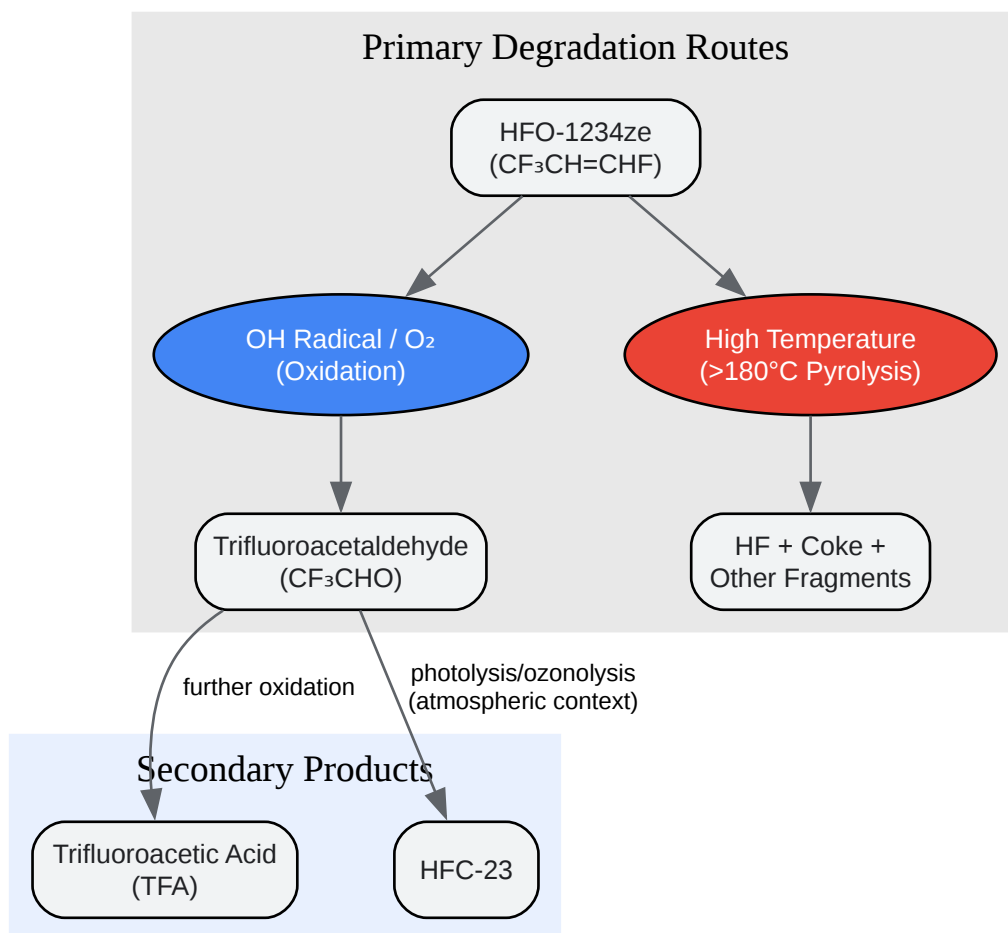 Primary Degradation Routes
HFO-1234ze
(CF₃CH=CHF)
OH Radical / O₂
(Oxidation)
High Temperature
(>180°C Pyrolysis)
Trifluoroacetaldehyde
(CF₃CHO)
HF + Coke +
Other Fragments
further oxidation
photolysis/ozonolysis
(atmospheric context)
Secondary Products
Trifluoroacetic Acid
(TFA)
HFC-23